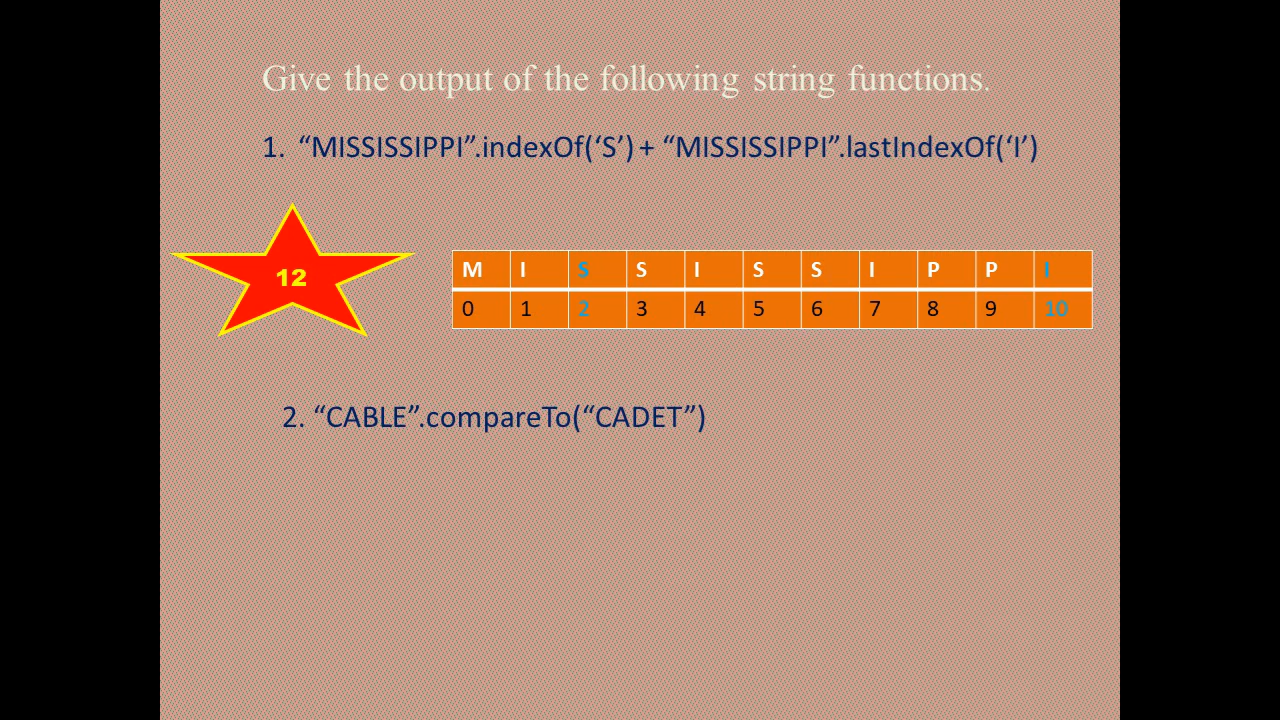 Give the output of the following string functions.
1. “MISSISSIPPI”.indexOf(‘S’) + “MISSISSIPPI”.lastIndexOf(‘I’)
12
M I S S I S S I P P I
0 1 2 3 4 5 6 7 8 9 10
2. “CABLE”.compareTo(“CADET”)